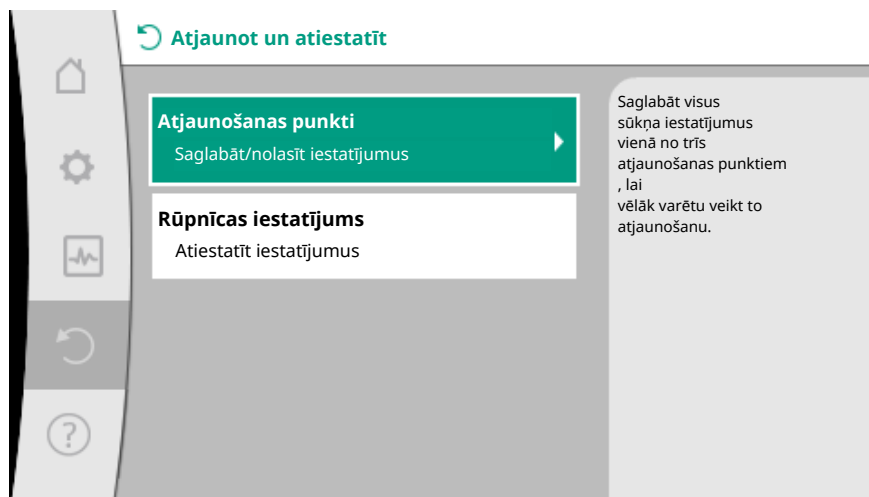 Atjaunot un atiestatīt
Atjaunošanas punkti
Saglabāt/nolasīt iestatījumus
Rūpnīcas iestatījums
Atiestatīt iestatījumus
Saglabāt visus
sūkņa iestatījumus
vienā no trīs
atjaunošanas punktiem
, lai
vēlāk varētu veikt to
atjaunošanu.